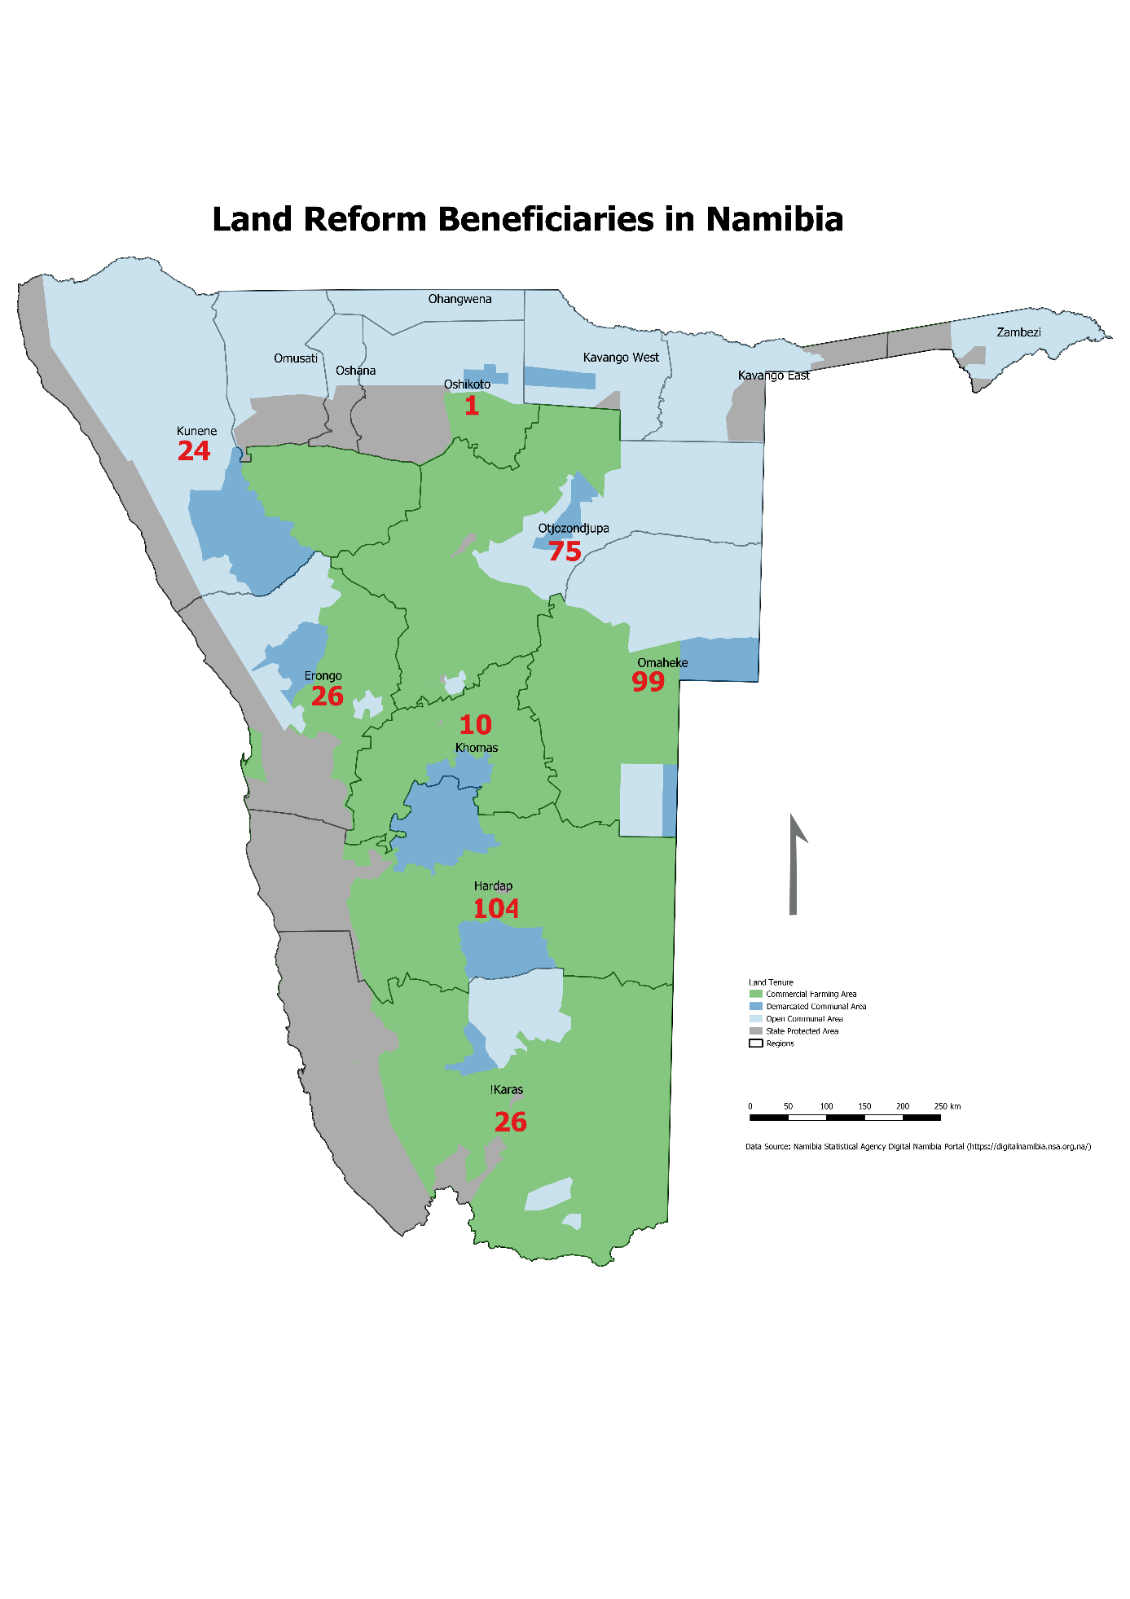 Land Reform Beneficiaries in Namibia
Ohangwena
Zambezi
Omusati
Kavango West
Oshana
Kavango East
Oshikoto
1
Kunene
24
Otjozondjupa
75
Omaheke
99
Erongo
26
10
Khomas
Hardap
104
!Karas
26
Land Tenure
Commercial Farming Area
Demarcated Communal Area
Open Communal Area
State Protected Area
Regions
0 50 100 150 200 250 km
Data Source: Namibia Statistical Agency Digital Namibia Portal (https://digitalnamibia.nsa.org.na/)